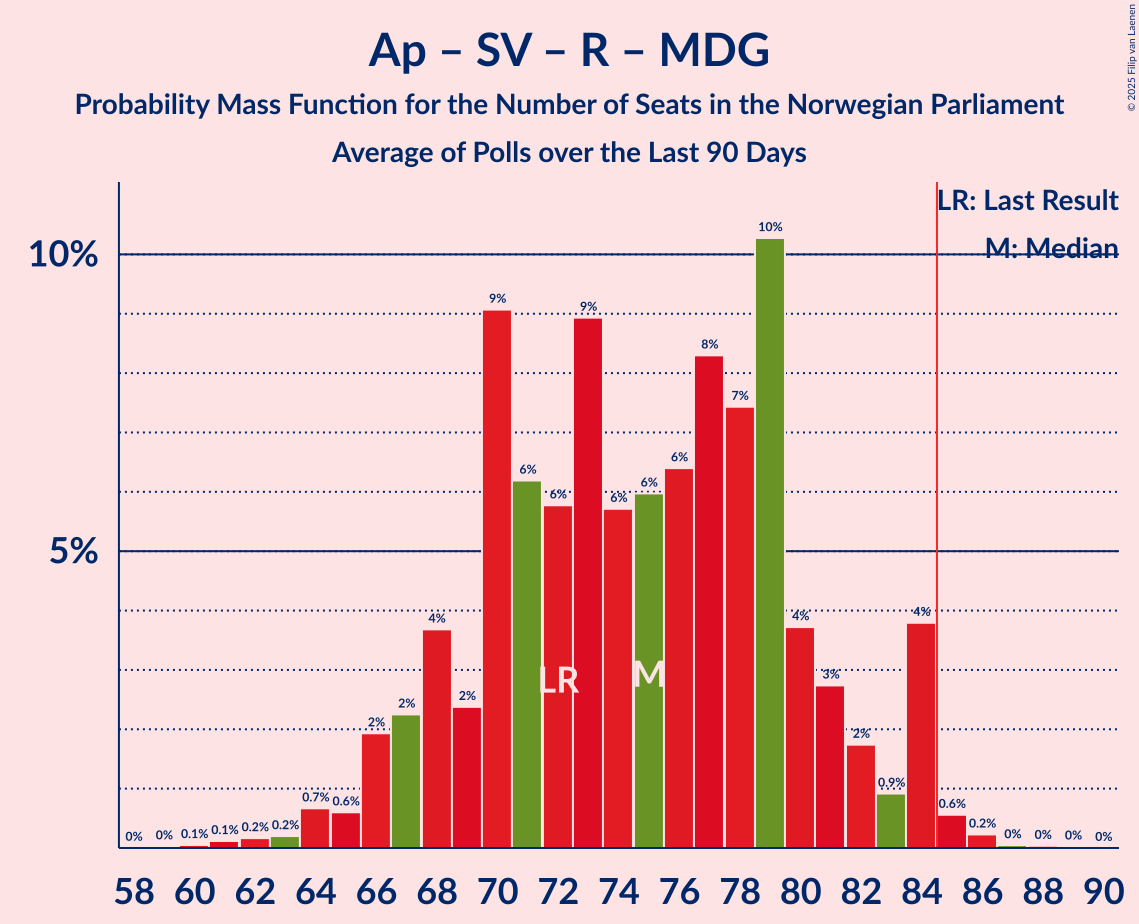 Ap – SV – R – MDG
Probability Mass Function for the Number of Seats in the Norwegian Parliament
Average of Polls over the Last 90 Days
© 2025 Filip van Laenen
LR: Last Result
M: Median
10%
5%
0% 0% 0.1% 0.1% 0.2% 0.2% 0.7% 0.6% 2% 2% 4% 2% 9% 6% 6% 9% 6% 6% 6% 8% 7% 10% 4% 3% 2% 0.9% 4% 0.6% 0.2% 0% 0% 0% 0%
LR M
58 60 62 64 66 68 70 72 74 76 78 80 82 84 86 88 90